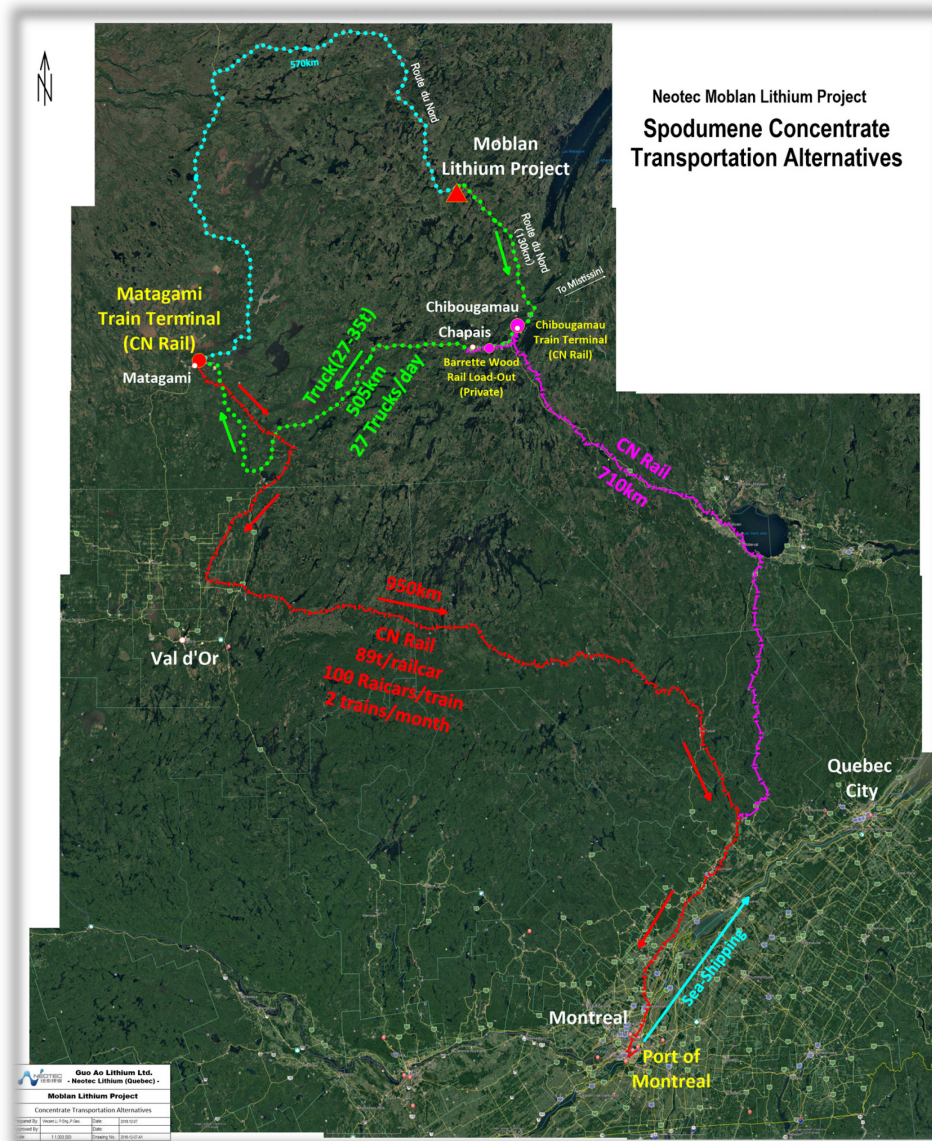 Neotec Moblan Lithium Project
Spodumene Concentrate
Transportation Alternatives
570km
Route du Nord
Moblan
Lithium Project
Route du Nord
(130km)
To Mistissini
Matagami
Train Terminal
(CN Rail)
Matagami
Chibougamau
Chapais
Chibougamau
Train Terminal
(CN Rail)
Barrette Wood
Rail Load-Out
(Private)
Truck(27-35t)
505km
27 Trucks/day
CN Rail
710km
950km
CN Rail
89t/railcar
100 Raicars/train
2 trains/month
Val d'Or
Quebec
City
Sea-Shipping
Montreal
Port of
Montreal
NEOTEC
Guo Ao Lithium Ltd.
- Neotec Lithium (Quebec) -
Moblan Lithium Project
Concentrate Transportation Alternatives